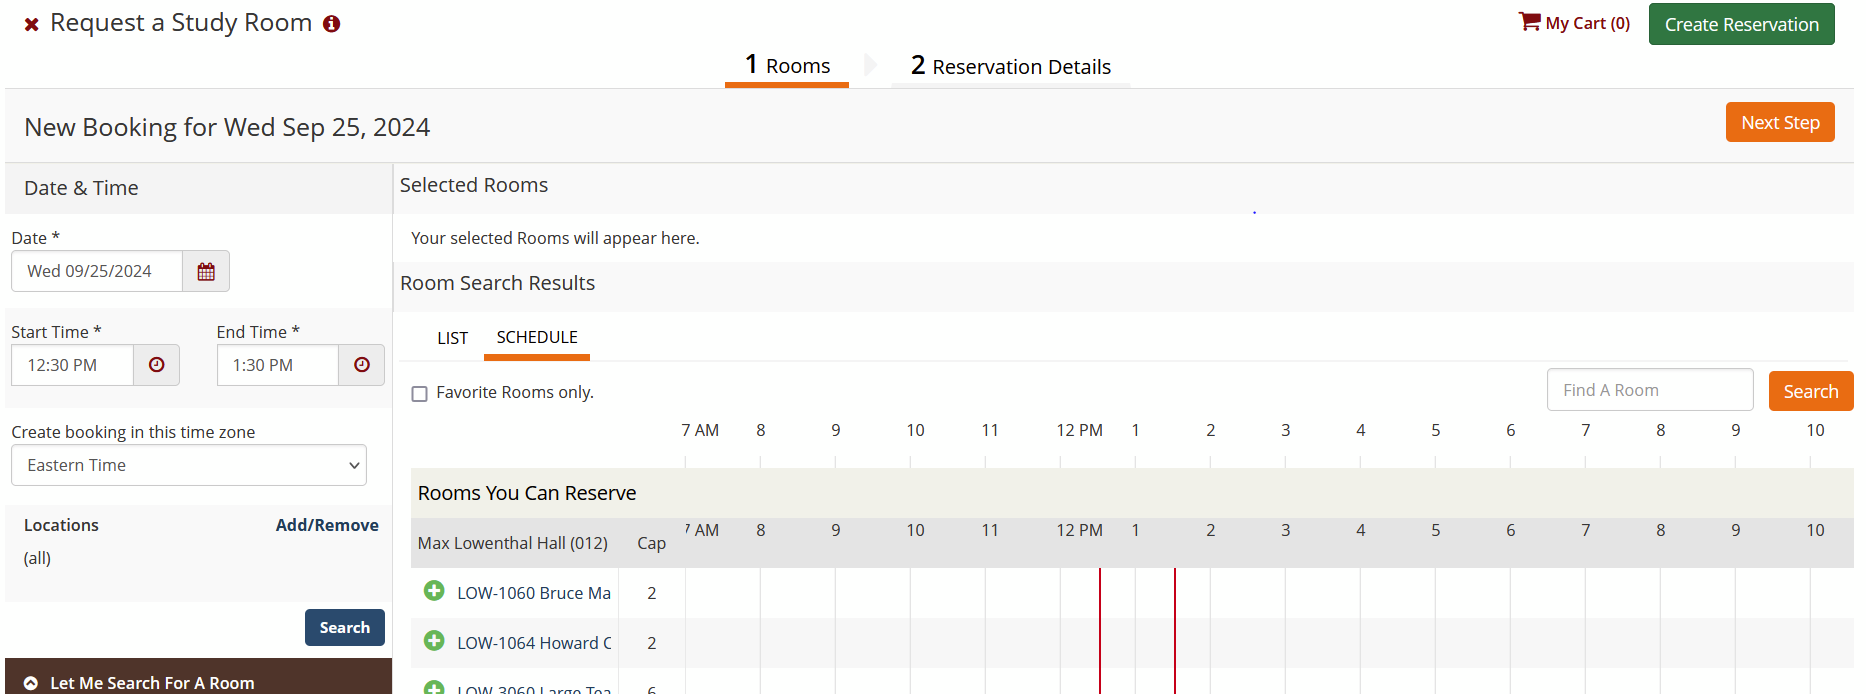 Request a Study Room
My Cart (0)
Create Reservation
1 Rooms
2 Reservation Details
New Booking for Wed Sep 25, 2024
Next Step
Date & Time
Date *
Wed 09/25/2024
Start Time *
End Time *
12:30 PM
1:30 PM
Create booking in this time zone
Eastern Time
Locations
Add/Remove
(all)
Search
Let Me Search For A Room
Selected Rooms
Your selected Rooms will appear here.
Room Search Results
LIST
SCHEDULE
Favorite Rooms only.
Find A Room
Search
7 AM 8 9 10 11 12 PM 1 2 3 4 5 6 7 8 9 10
Rooms You Can Reserve
Max Lowenthal Hall (012) Cap 7 AM 8 9 10 11 12 PM 1 2 3 4 5 6 7 8 9 10
LOW-1060 Bruce Ma 2
LOW-1064 Howard C 2
LOW-3060 Large Tea 6